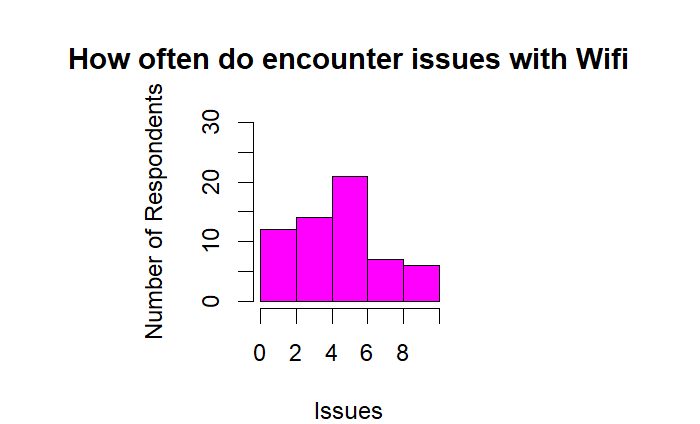 How often do encounter issues with Wifi
Number of Respondents
30
20
10
0
0 2 4 6 8
Issues